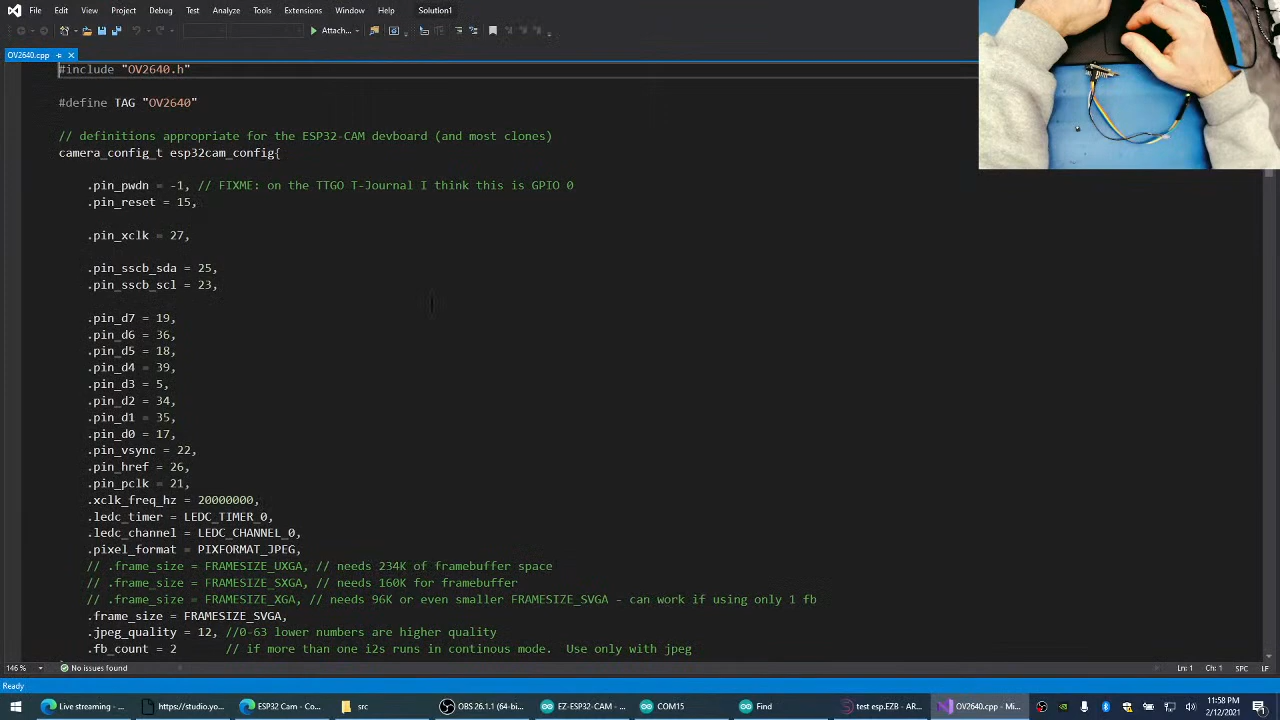 File Edit View Project Debug Test Analyze Tools Extensions Window Help Solution1
Attach...
OV2640.cpp
#include "OV2640.h"
#define TAG "OV2640"
// definitions appropriate for the ESP32-CAM devboard (and most clones)
camera_config_t esp32cam_config{
.pin_pwdn = -1, // FIXME: on the TTGO T-Journal I think this is GPIO 0
.pin_reset = 15,
.pin_xclk = 27,
.pin_sscb_sda = 25,
.pin_sscb_scl = 23,
.pin_d7 = 19,
.pin_d6 = 36,
.pin_d5 = 18,
.pin_d4 = 39,
.pin_d3 = 5,
.pin_d2 = 34,
.pin_d1 = 35,
.pin_d0 = 17,
.pin_vsync = 22,
.pin_href = 26,
.pin_pclk = 21,
.xclk_freq_hz = 20000000,
.ledc_timer = LEDC_TIMER_0,
.ledc_channel = LEDC_CHANNEL_0,
.pixel_format = PIXFORMAT_JPEG,
// .frame_size = FRAMESIZE_UXGA, // needs 234K of framebuffer space
// .frame_size = FRAMESIZE_SXGA, // needs 160K for framebuffer
// .frame_size = FRAMESIZE_XGA, // needs 96K or even smaller FRAMESIZE_SVGA - can work if using only 1 fb
.frame_size = FRAMESIZE_SVGA,
.jpeg_quality = 12, //0-63 lower numbers are higher quality
.fb_count = 2 // if more than one i2s runs in continous mode. Use only with jpeg
146 % No issues found Ln: 1 Ch: 1 SPC LF
Ready
Live streaming - ... https://studio.yo... ESP32 Cam - Co... src OBS 26.1.1 (64-bi... EZ-ESP32-CAM - ... COM15 Find test esp.EZB - AR... OV2640.cpp - Mi... 11:58 PM
2/12/2021